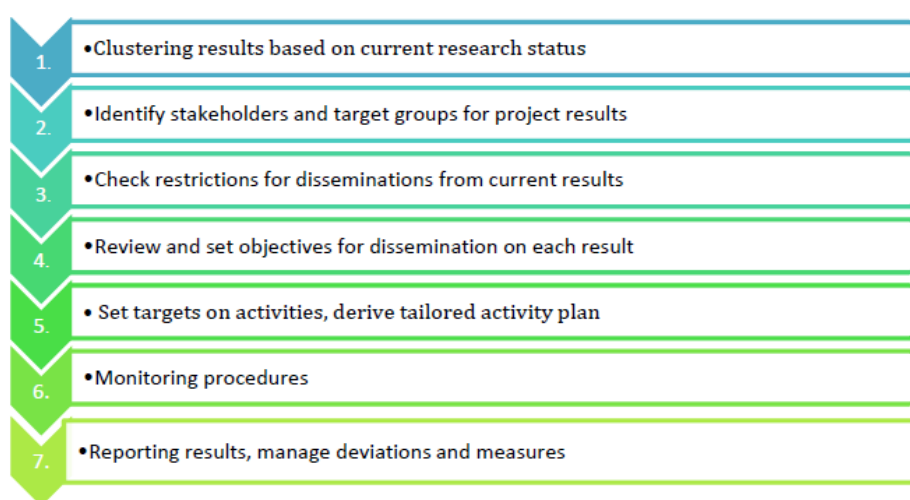 1. •Clustering results based on current research status
2. •Identify stakeholders and target groups for project results
3. •Check restrictions for disseminations from current results
4. •Review and set objectives for dissemination on each result
5. • Set targets on activities, derive tailored activity plan
6. •Monitoring procedures
7. •Reporting results, manage deviations and measures